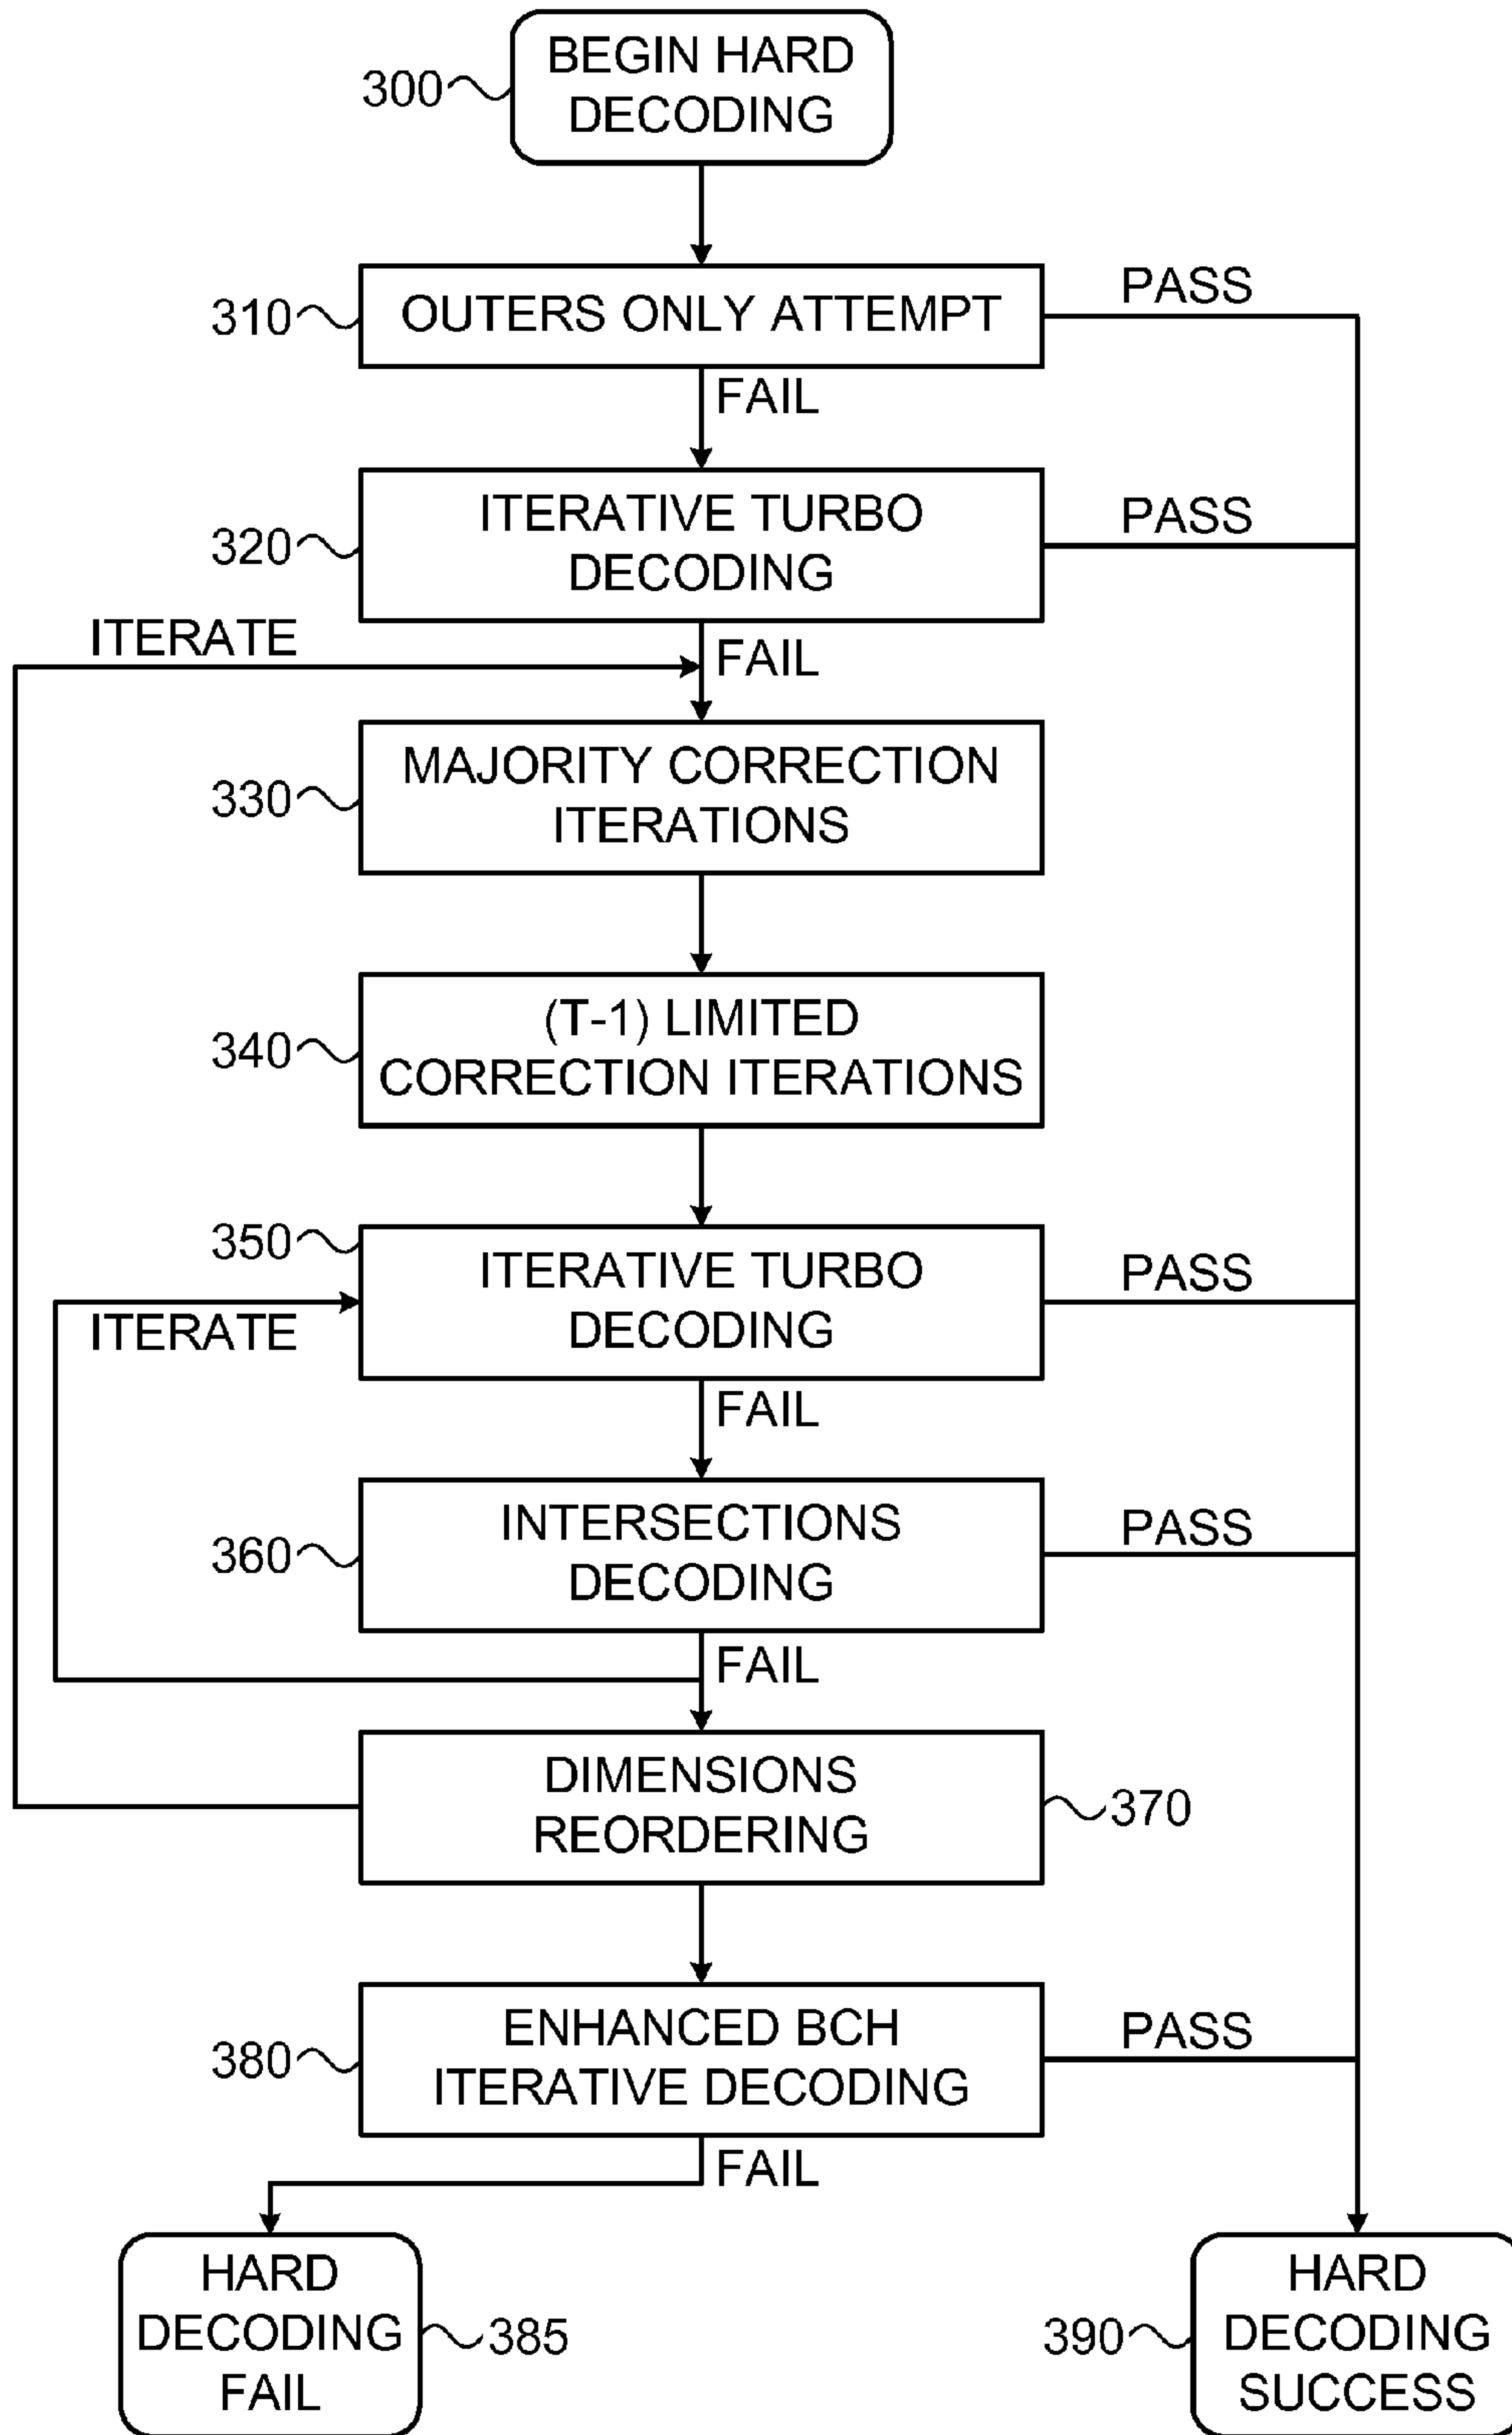 BEGIN HARD
DECODING
300
310
OUTERS ONLY ATTEMPT
PASS
FAIL
320
ITERATIVE TURBO
DECODING
PASS
ITERATE
FAIL
330
MAJORITY CORRECTION
ITERATIONS
340
(T-1) LIMITED
CORRECTION ITERATIONS
350
ITERATIVE TURBO
DECODING
PASS
ITERATE
FAIL
360
INTERSECTIONS
DECODING
PASS
FAIL
DIMENSIONS
REORDERING
370
380
ENHANCED BCH
ITERATIVE DECODING
PASS
FAIL
HARD
DECODING
FAIL
385
390
HARD
DECODING
SUCCESS